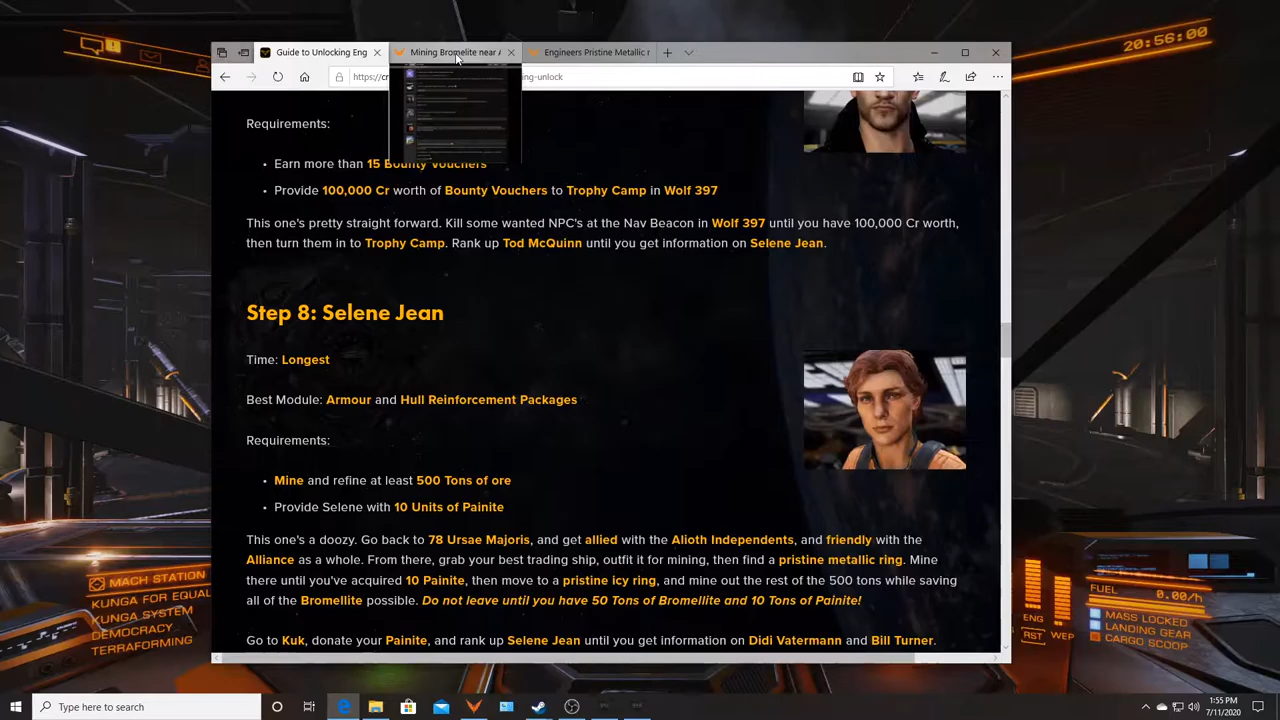 20:56:00
Guide to Unlocking Eng
Mining Bromelite near A
Engineers Pristine Metallic r
https://cr
ing-unlock
Requirements:
Earn more than 15 Bounty Vouchers
Provide 100,000 Cr worth of Bounty Vouchers to Trophy Camp in Wolf 397
This one's pretty straight forward. Kill some wanted NPC's at the Nav Beacon in Wolf 397 until you have 100,000 Cr worth,
then turn them in to Trophy Camp. Rank up Tod McQuinn until you get information on Selene Jean.
Step 8: Selene Jean
Time: Longest
Best Module: Armour and Hull Reinforcement Packages
Requirements:
Mine and refine at least 500 Tons of ore
Provide Selene with 10 Units of Painite
This one's a doozy. Go back to 78 Ursae Majoris, and get allied with the Alioth Independents, and friendly with the
Alliance as a whole. From there, grab your best trading ship, outfit it for mining, then find a pristine metallic ring. Mine
there until you've acquired 10 Painite, then move to a pristine icy ring, and mine out the rest of the 500 tons while saving
all of the Bromellite possible. Do not leave until you have 50 Tons of Bromellite and 10 Tons of Painite!
Go to Kuk, donate your Painite, and rank up Selene Jean until you get information on Didi Vatermann and Bill Turner.
MACH STATION
KUNGA FOR EQUAL
KUNGA SYSTEM
DEMOCRACY
TERRAFORMING
FUEL
0.00/h
ENG
RST
WEP
MASS LOCKED
LANDING GEAR
CARGO SCOOP
Type here to search
1:55 PM
7/11/2020